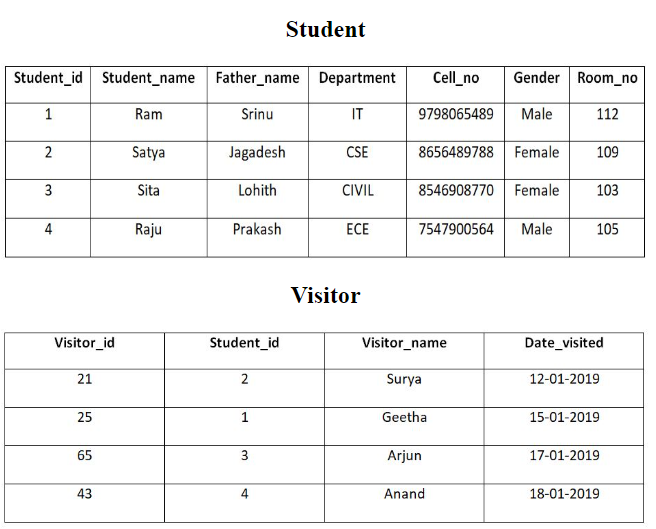 Student
Student_id Student_name Father_name Department Cell_no Gender Room_no
1 Ram Srinu IT 9798065489 Male 112
2 Satya Jagadesh CSE 8656489788 Female 109
3 Sita Lohith CIVIL 8546908770 Female 103
4 Raju Prakash ECE 7547900564 Male 105
Visitor
Visitor_id Student_id Visitor_name Date_visited
21 2 Surya 12-01-2019
25 1 Geetha 15-01-2019
65 3 Arjun 17-01-2019
43 4 Anand 18-01-2019